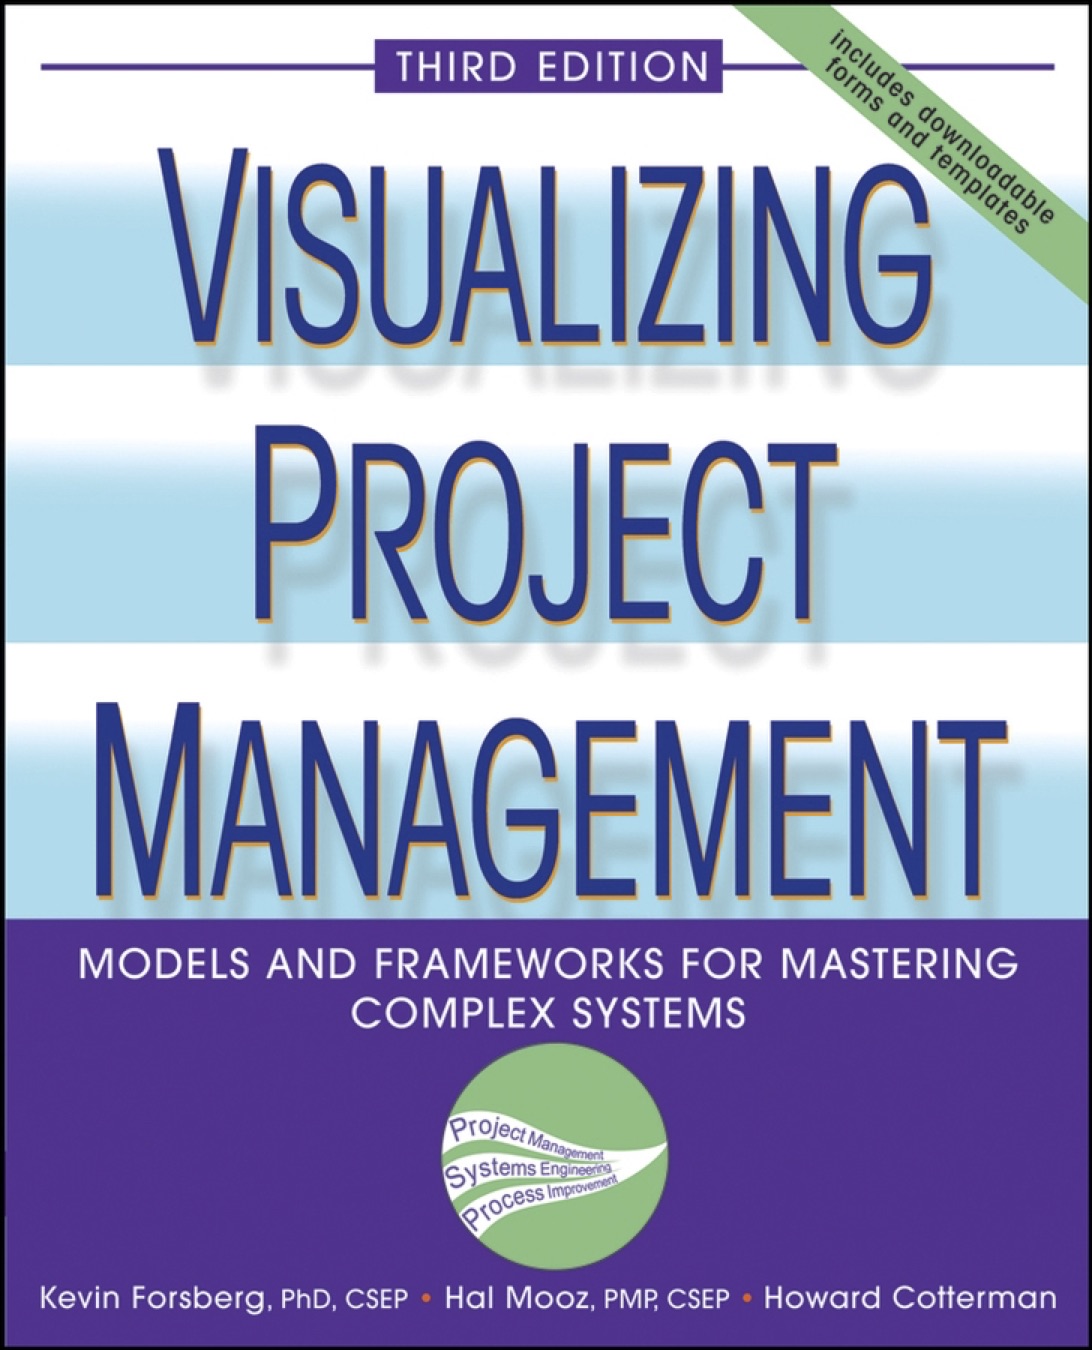 THIRD EDITION
includes downloadable
forms and templates
VISUALIZING
PROJECT
MANAGEMENT
MODELS AND FRAMEWORKS FOR MASTERING
COMPLEX SYSTEMS
Project Management
Systems Engineering
Process Improvement
Kevin Forsberg, PhD, CSEP • Hal Mooz, PMP, CSEP • Howard Cotterman